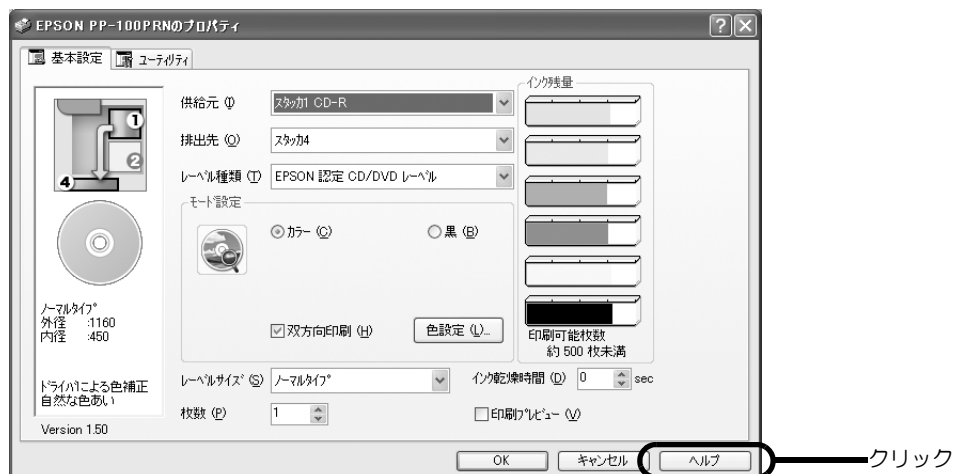 EPSON PP-100PRNのプロパティ
基本設定 ユーティリティ
供給元 (I) スタッカ1 CD-R
排出先 (O) スタッカ4
レーベル種類 (T) EPSON 認定 CD/DVD レーベル
1
2
4
モード設定
カラー (C) 黒 (B)
双方向印刷 (H) 色設定 (L)...
ノーマルタイプ
外径 :1160
内径 :450
ドライバによる色補正
自然な色あい
Version 1.50
レーベルサイズ (S) ノーマルタイプ
枚数 (P) 1
インク残量
印刷可能枚数
約 500 枚未満
インク乾燥時間 (D) 0 sec
印刷プレビュー (V)
OK キャンセル ヘルプ
クリック